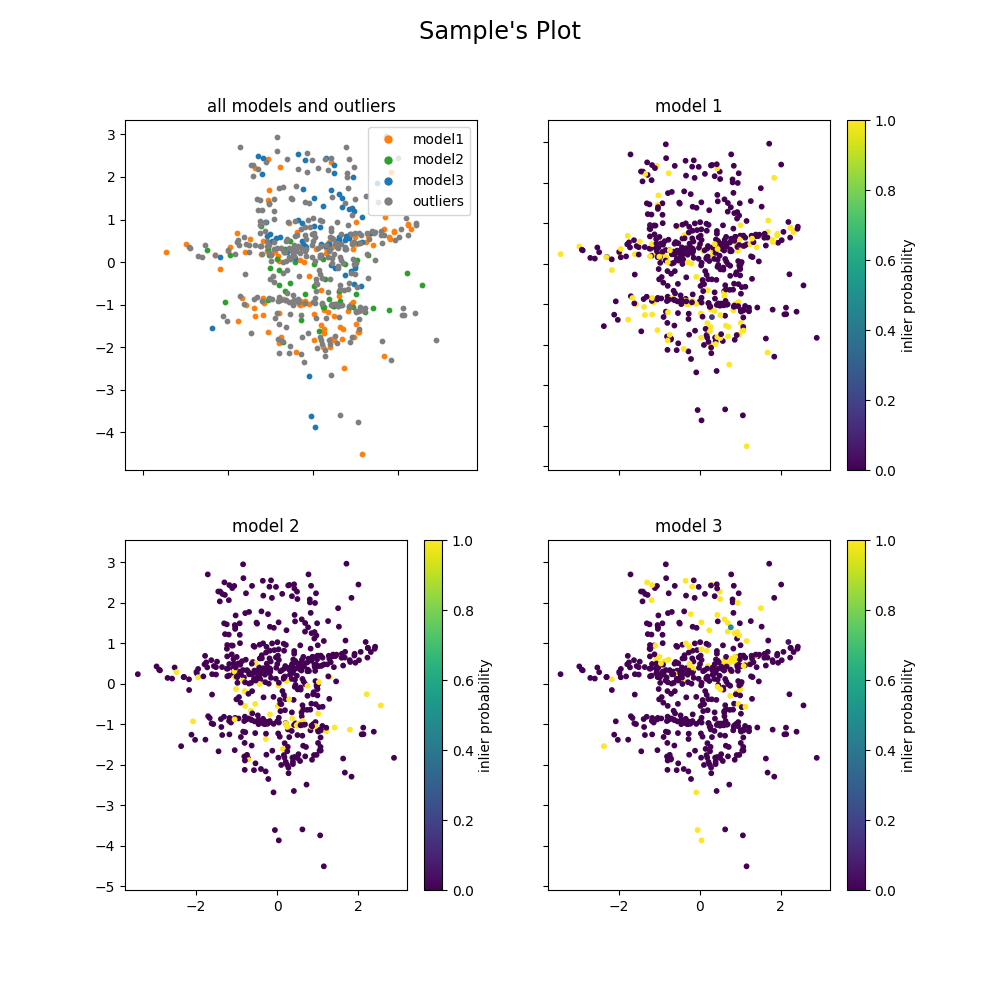 Sample's Plot
all models and outliers
3
2
1
0
−1
−2
−3
−4
model1
model2
model3
outliers
model 1
1.0
0.8
0.6
0.4
0.2
0.0
inlier probability
model 2
3
2
1
0
−1
−2
−3
−4
−5
−2 0 2
1.0
0.8
0.6
0.4
0.2
0.0
inlier probability
model 3
−2 0 2
1.0
0.8
0.6
0.4
0.2
0.0
inlier probability